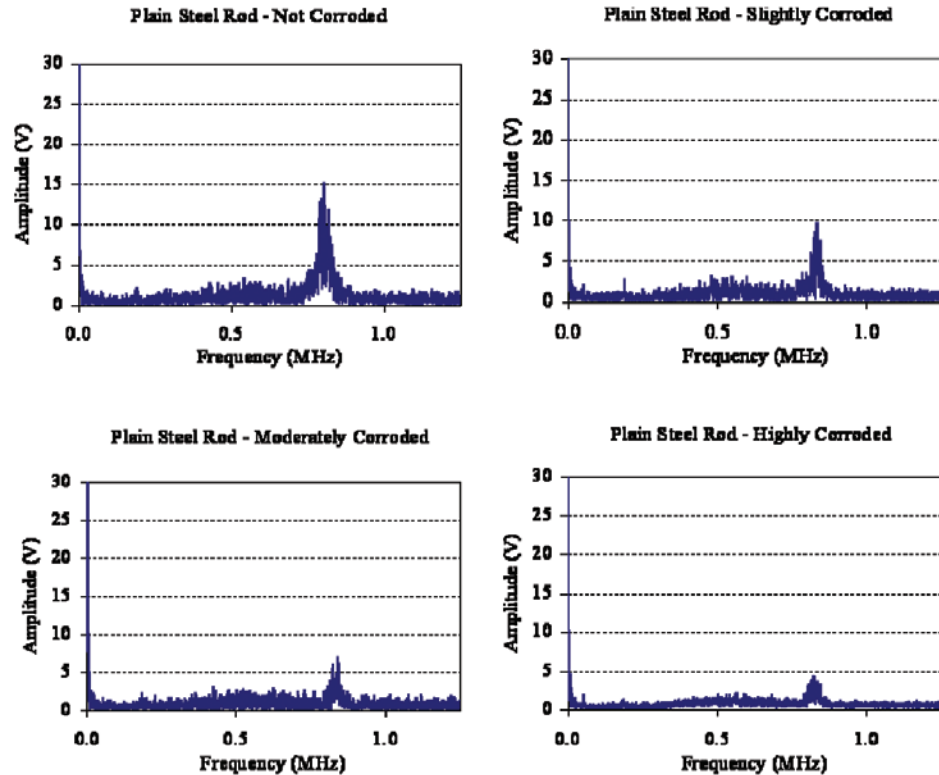 Plain Steel Rod - Not Corroded
Amplitude (V)
30
25
20
15
10
5
0
0.0 0.5 1.0
Frequency (MHz)
Plain Steel Rod - Slightly Corroded
Amplitude (V)
30
25
20
15
10
5
0
0.0 0.5 1.0
Frequency (MHz)
Plain Steel Rod - Moderately Corroded
Amplitude (V)
30
25
20
15
10
5
0
0.0 0.5 1.0
Frequency (MHz)
Plain Steel Rod - Highly Corroded
Amplitude (V)
30
25
20
15
10
5
0
0.0 0.5 1.0
Frequency (MHz)